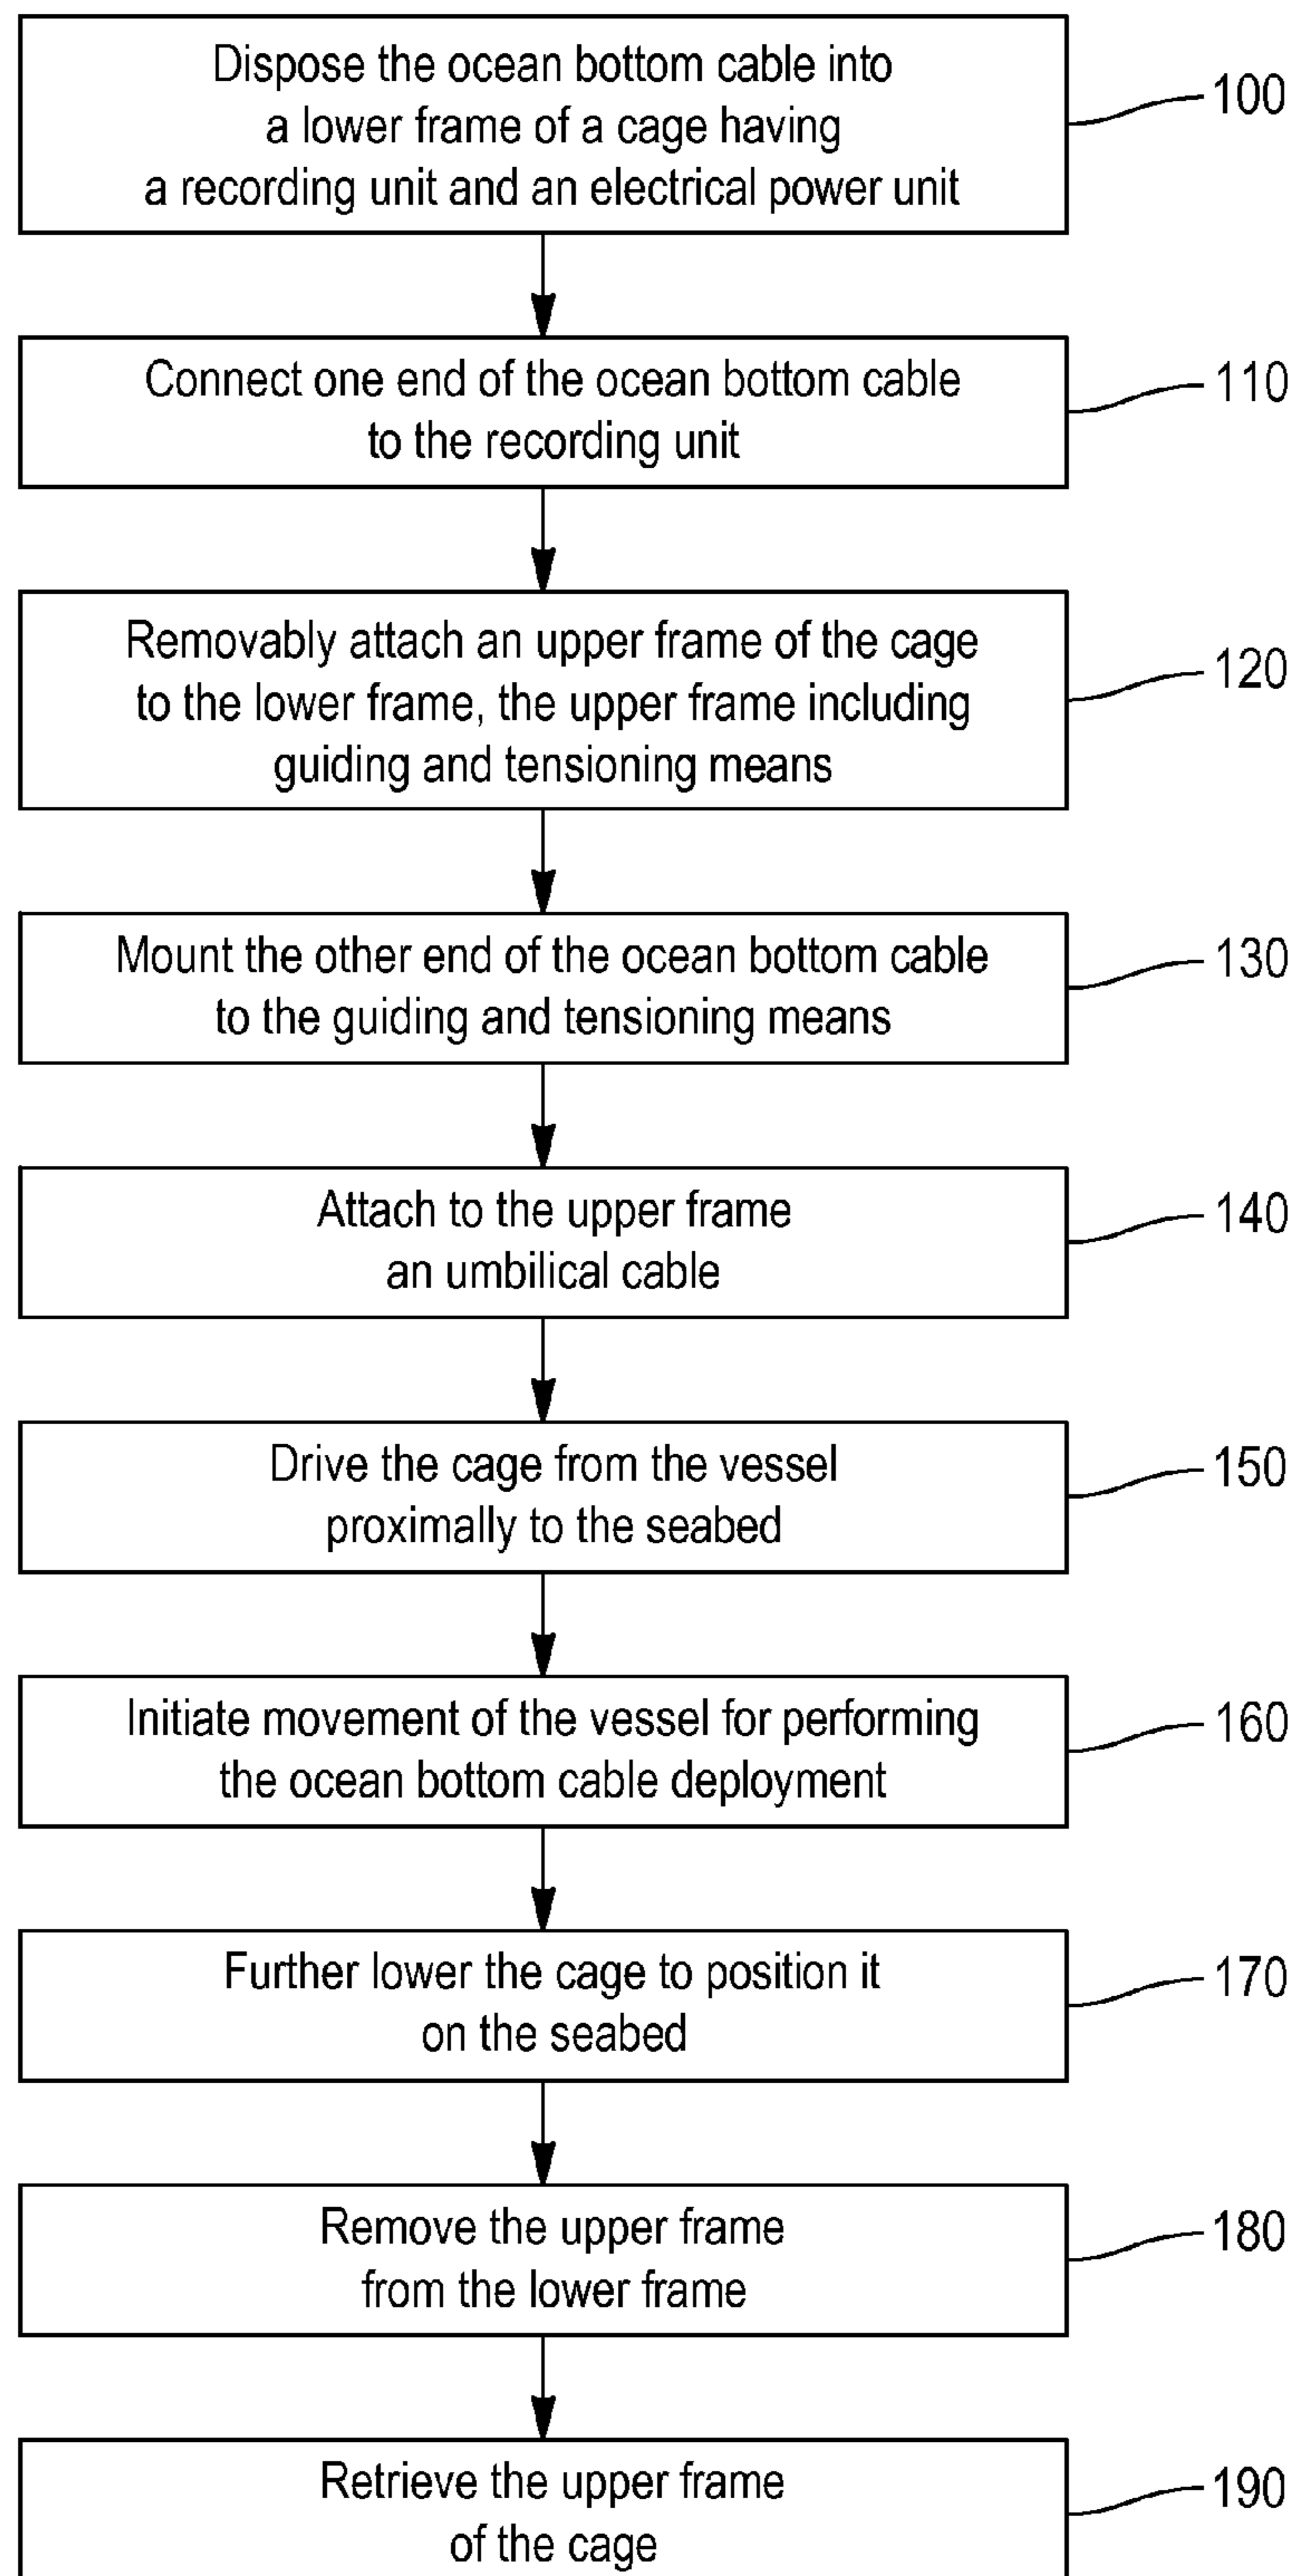 Dispose the ocean bottom cable into
a lower frame of a cage having
a recording unit and an electrical power unit
100
Connect one end of the ocean bottom cable
to the recording unit
110
Removably attach an upper frame of the cage
to the lower frame, the upper frame including
guiding and tensioning means
120
Mount the other end of the ocean bottom cable
to the guiding and tensioning means
130
Attach to the upper frame
an umbilical cable
140
Drive the cage from the vessel
proximally to the seabed
150
Initiate movement of the vessel for performing
the ocean bottom cable deployment
160
Further lower the cage to position it
on the seabed
170
Remove the upper frame
from the lower frame
180
Retrieve the upper frame
of the cage
190